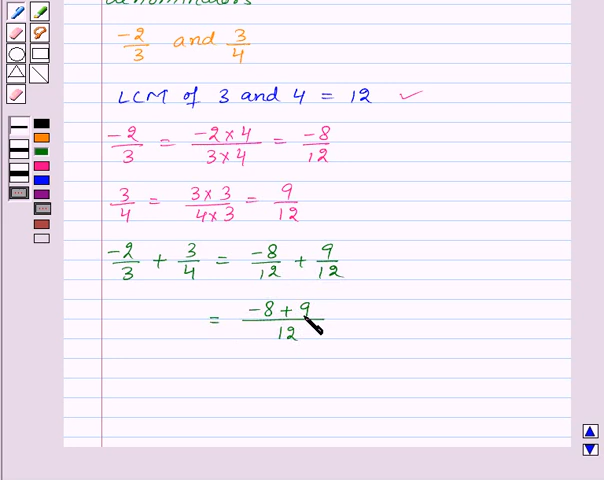 denominators
-2/3 and 3/4
LCM of 3 and 4 = 12 ✓
-2/3 = -2×4/3×4 = -8/12
3/4 = 3×3/4×3 = 9/12
-2/3 + 3/4 = -8/12 + 9/12
= -8+9/12